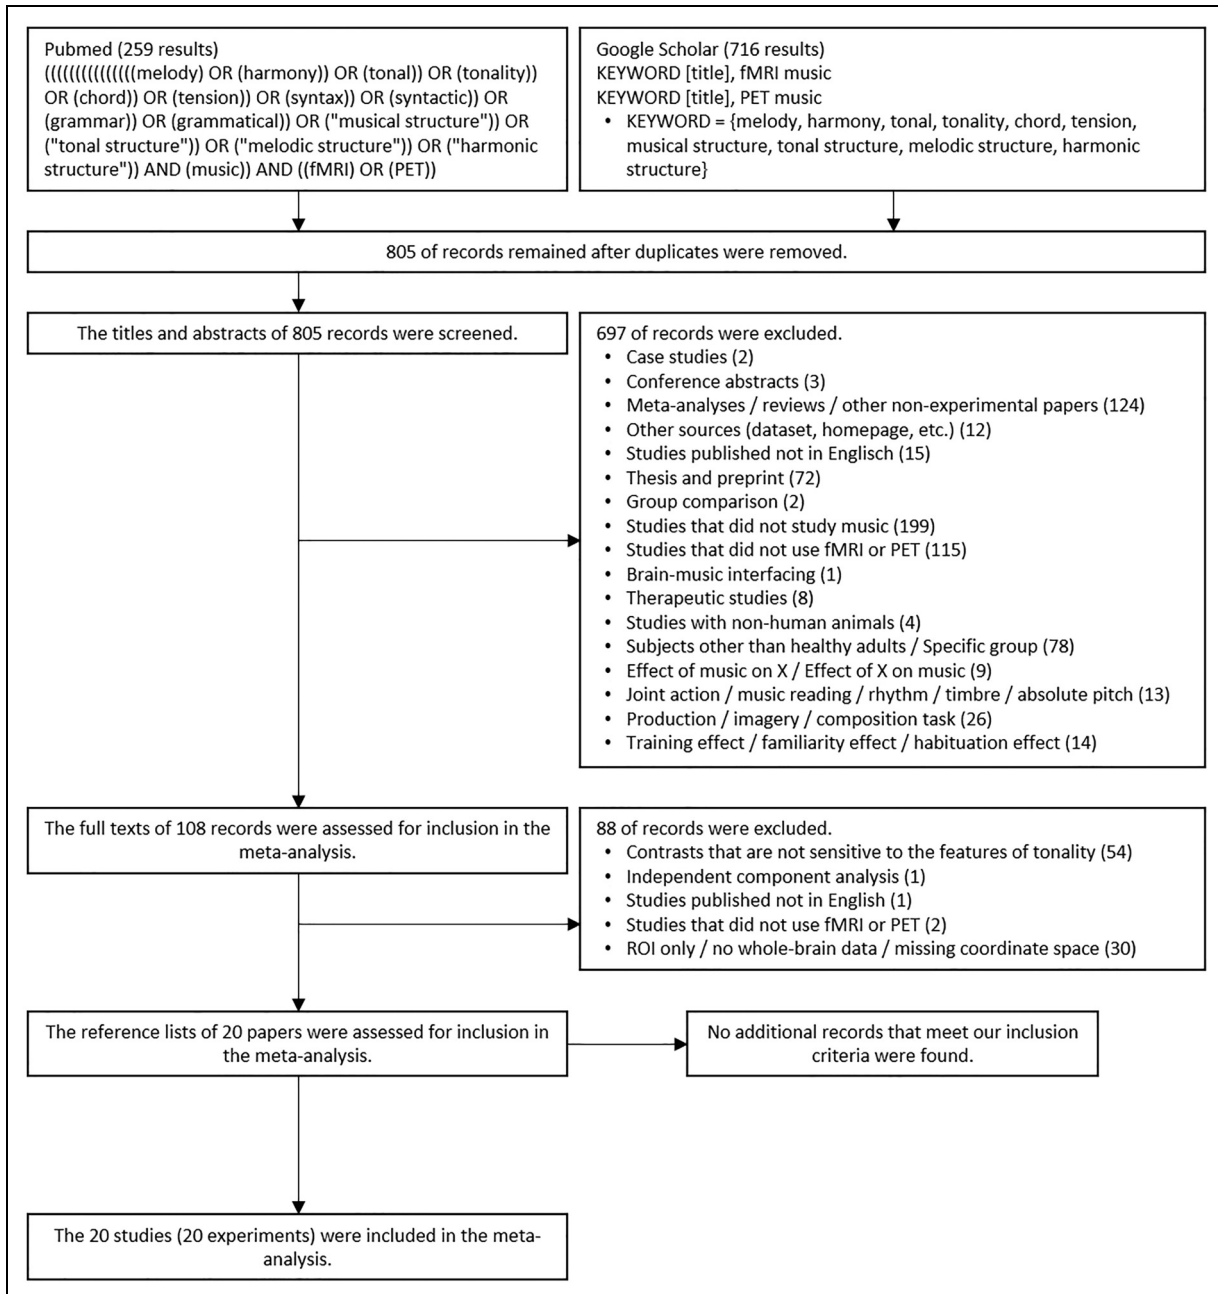 Pubmed (259 results)
(((((((((((((((melody) OR (harmony)) OR (tonal)) OR (tonality))
OR (chord)) OR (tension)) OR (syntax)) OR (syntactic)) OR
(grammar)) OR (grammatical)) OR ("musical structure")) OR
("tonal structure")) OR ("melodic structure")) OR ("harmonic
structure")) AND (music)) AND ((fMRI) OR (PET))
Google Scholar (716 results)
KEYWORD [title], fMRI music
KEYWORD [title], PET music
• KEYWORD = {melody, harmony, tonal, tonality, chord, tension,
musical structure, tonal structure, melodic structure, harmonic
structure}
805 of records remained after duplicates were removed.
The titles and abstracts of 805 records were screened.
697 of records were excluded.
• Case studies (2)
• Conference abstracts (3)
• Meta-analyses / reviews / other non-experimental papers (124)
• Other sources (dataset, homepage, etc.) (12)
• Studies published not in Englisch (15)
• Thesis and preprint (72)
• Group comparison (2)
• Studies that did not study music (199)
• Studies that did not use fMRI or PET (115)
• Brain-music interfacing (1)
• Therapeutic studies (8)
• Studies with non-human animals (4)
• Subjects other than healthy adults / Specific group (78)
• Effect of music on X / Effect of X on music (9)
• Joint action / music reading / rhythm / timbre / absolute pitch (13)
• Production / imagery / composition task (26)
• Training effect / familiarity effect / habituation effect (14)
The full texts of 108 records were assessed for inclusion in the
meta-analysis.
88 of records were excluded.
• Contrasts that are not sensitive to the features of tonality (54)
• Independent component analysis (1)
• Studies published not in English (1)
• Studies that did not use fMRI or PET (2)
• ROI only / no whole-brain data / missing coordinate space (30)
The reference lists of 20 papers were assessed for inclusion in
the meta-analysis.
No additional records that meet our inclusion
criteria were found.
The 20 studies (20 experiments) were included in the meta-
analysis.